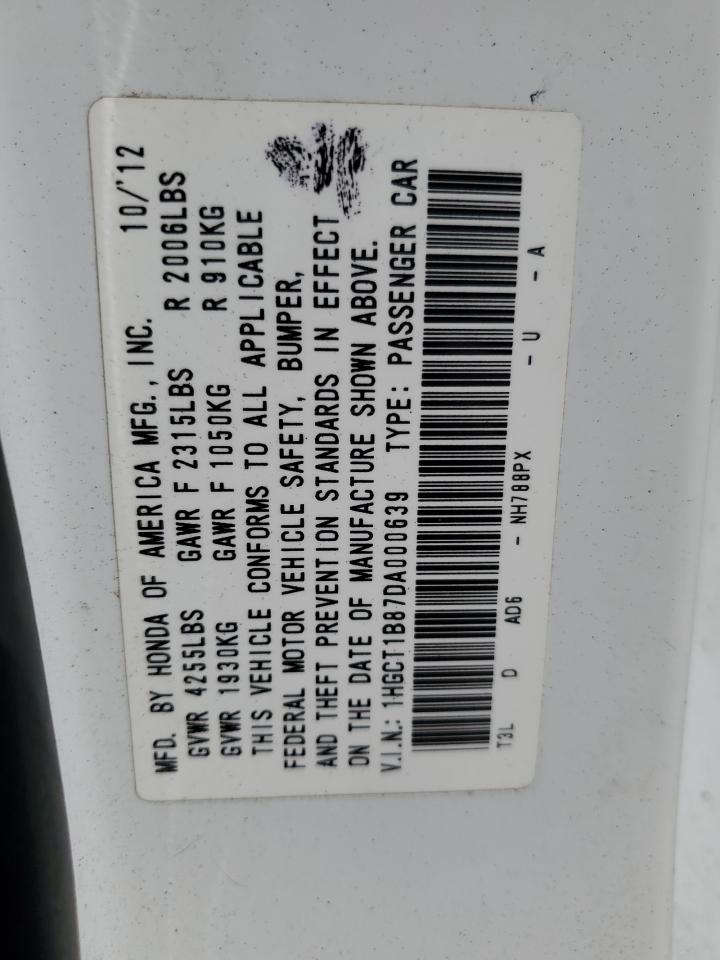 MFD. BY HONDA OF AMERICA MFG., INC. 10/'12
GVWR 4255LBS GAWR F 2315LBS R 2006LBS
GVWR 1930KG GAWR F 1050KG R 910KG
THIS VEHICLE CONFORMS TO ALL APPLICABLE
FEDERAL MOTOR VEHICLE SAFETY, BUMPER,
AND THEFT PREVENTION STANDARDS IN EFFECT
ON THE DATE OF MANUFACTURE SHOWN ABOVE.
V.I.N.: 1HGCT1B87DA000639 TYPE: PASSENGER CAR
T3L D AD6 - NH788PX - U - A